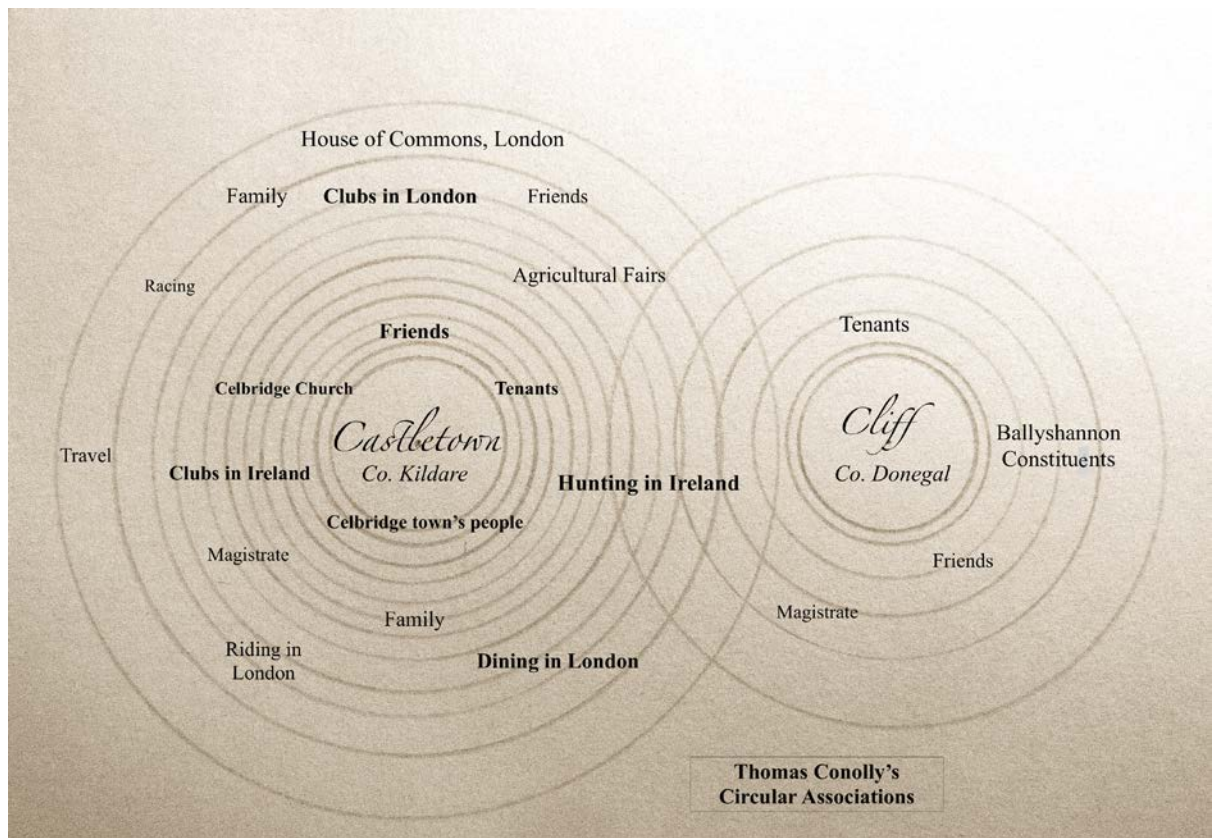 House of Commons, London
Family
Clubs in London
Friends
Racing
Agricultural Fairs
Friends
Tenants
Celbridge Church
Tenants
Castletown
Co. Kildare
Cliff
Co. Donegal
Ballyshannon
Constituents
Travel
Clubs in Ireland
Hunting in Ireland
Celbridge town's people
Magistrate
Friends
Family
Magistrate
Riding in
London
Dining in London
Thomas Conolly's
Circular Associations